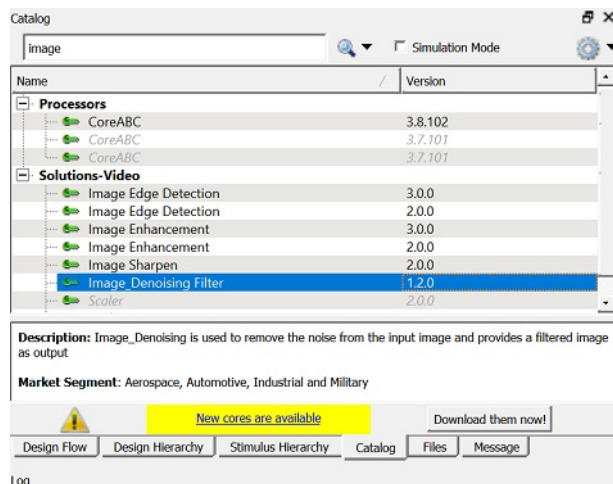 Catalog
image
Simulation Mode
Name Version
Processors
CoreABC 3.8.102
CoreABC 3.7.101
CoreABC 3.7.101
Solutions-Video
Image Edge Detection 3.0.0
Image Edge Detection 2.0.0
Image Enhancement 3.0.0
Image Enhancement 2.0.0
Image Sharpen 2.0.0
Image_Denoising Filter 1.2.0
Scaler 2.0.0
Description: Image_Denoising is used to remove the noise from the input image and provides a filtered image
as output
Market Segment: Aerospace, Automotive, Industrial and Military
New cores are available Download them now!
Design Flow Design Hierarchy Stimulus Hierarchy Catalog Files Message
Log